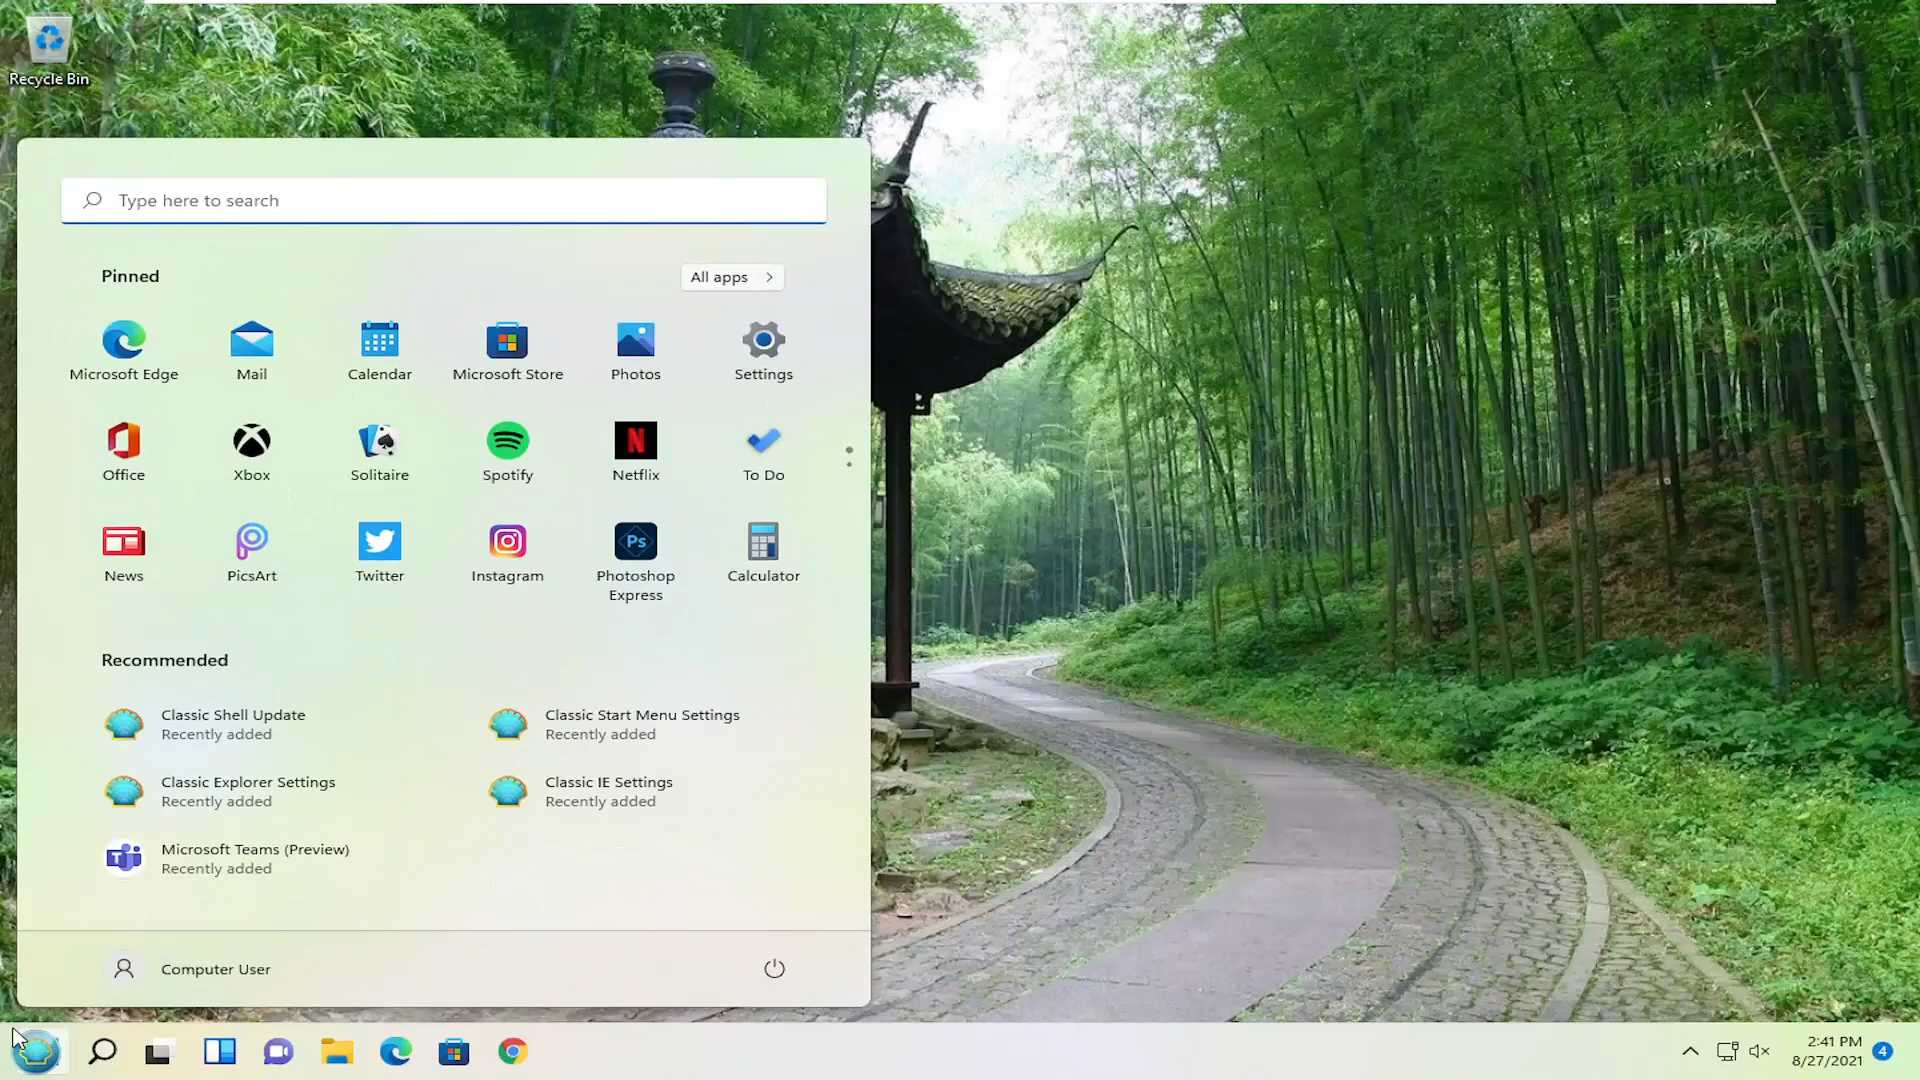 Recycle Bin
Type here to search
Pinned
All apps
Microsoft Edge
Mail
Calendar
Microsoft Store
Photos
Settings
Office
Xbox
Solitaire
Spotify
N
Netflix
To Do
News
PicsArt
Twitter
Instagram
Ps
Photoshop
Express
Calculator
Recommended
Classic Shell Update
Recently added
Classic Start Menu Settings
Recently added
Classic Explorer Settings
Recently added
Classic IE Settings
Recently added
T
Microsoft Teams (Preview)
Recently added
Computer User
2:41 PM
8/27/2021
4